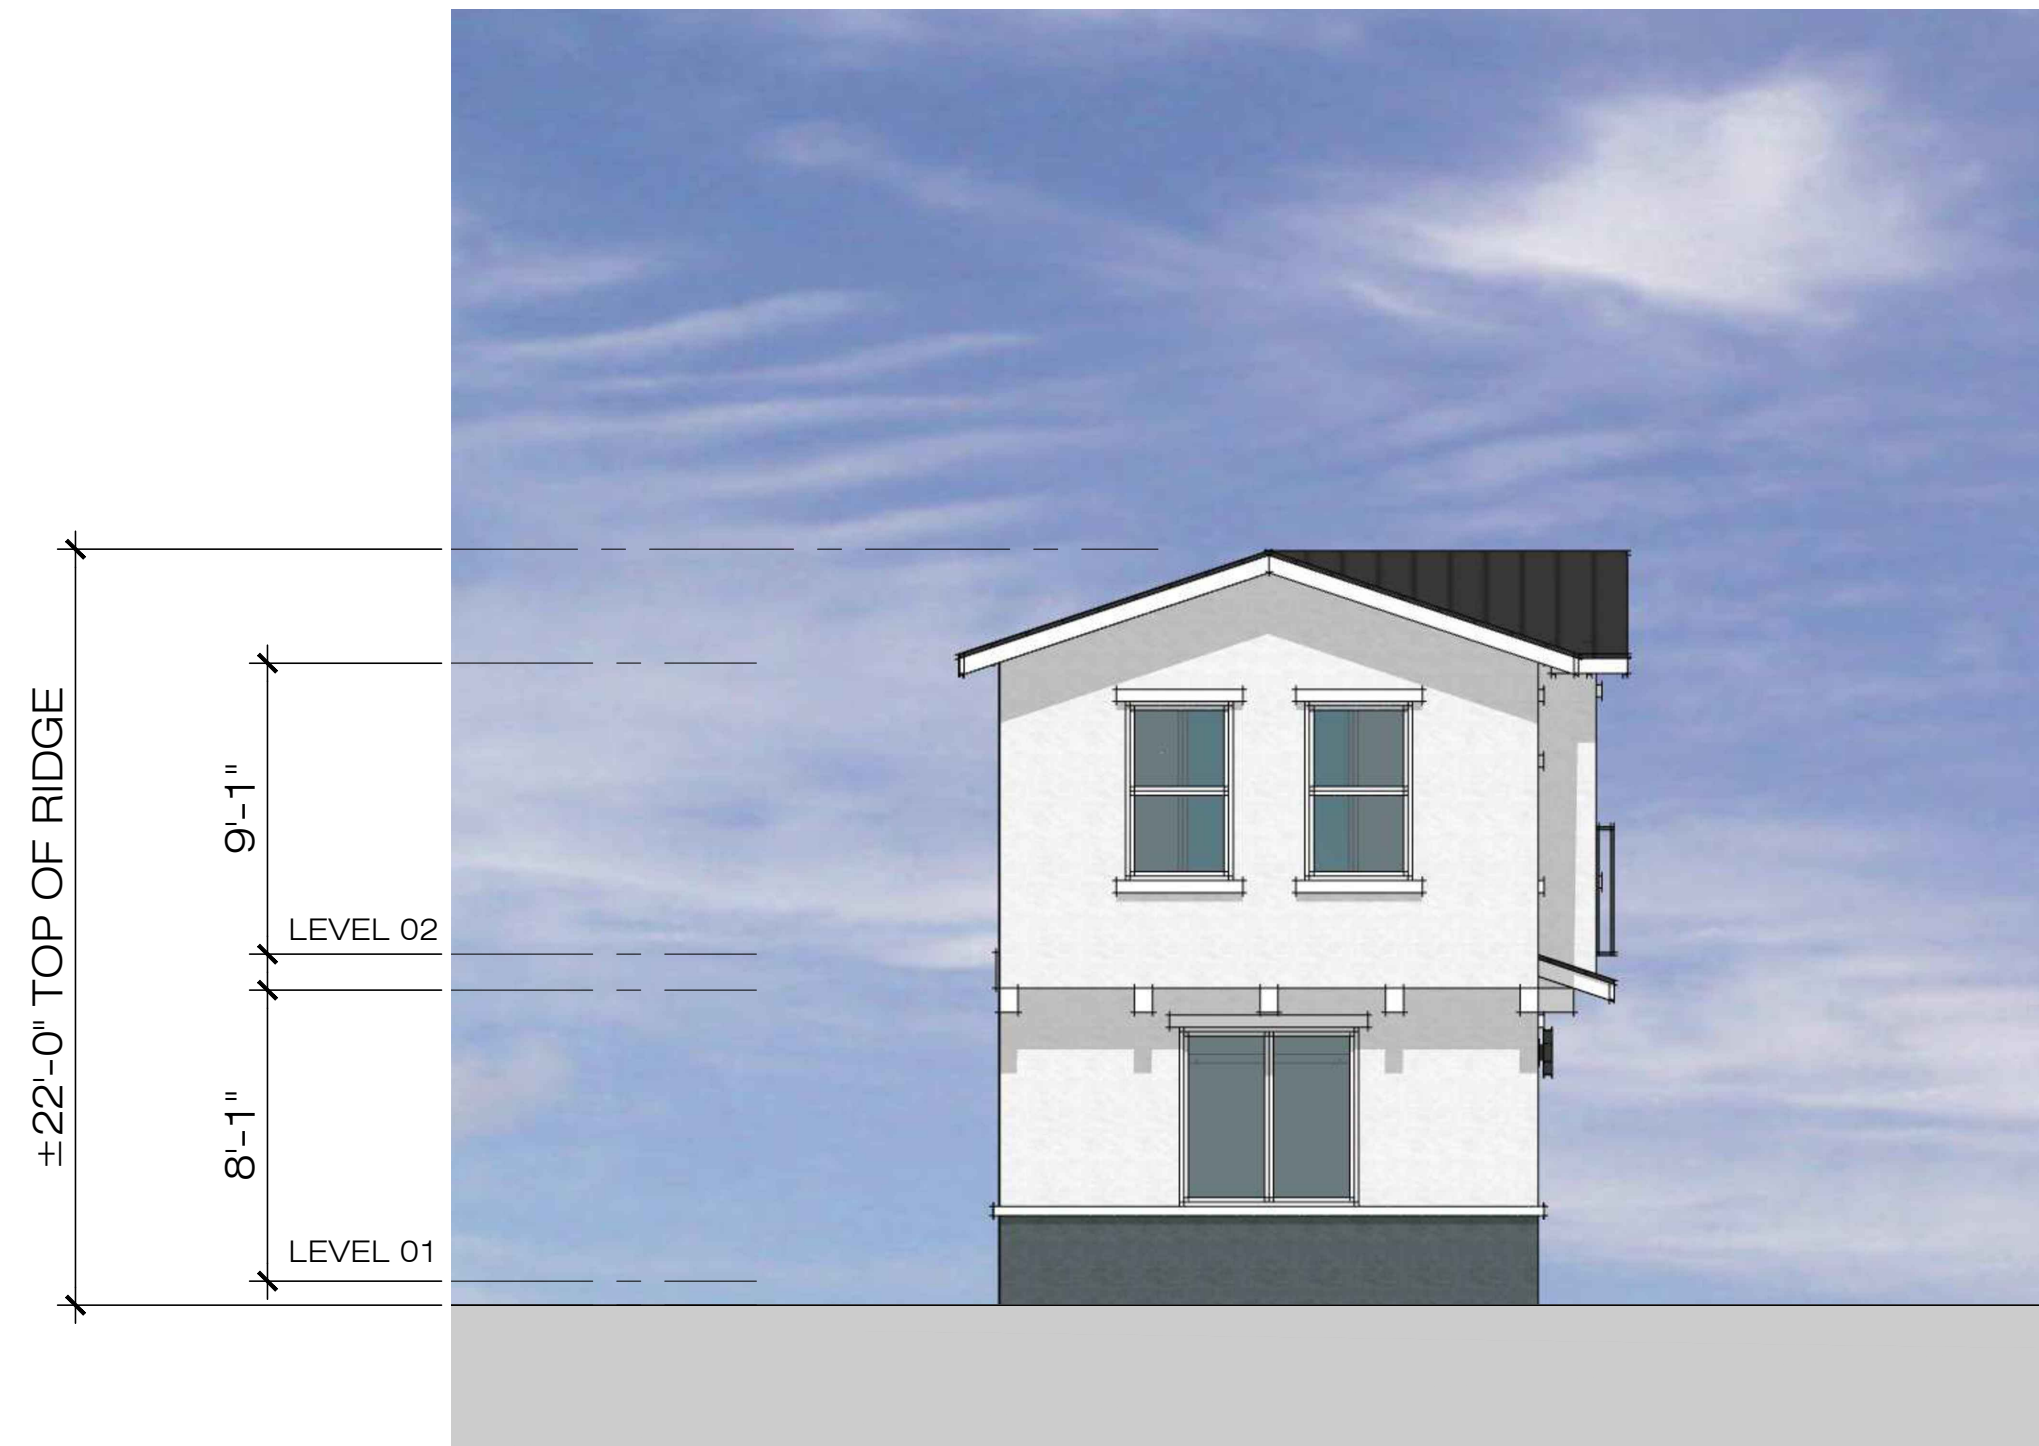 ±22'-0" TOP OF RIDGE
9'-1"
LEVEL 02
8'-1"
LEVEL 01